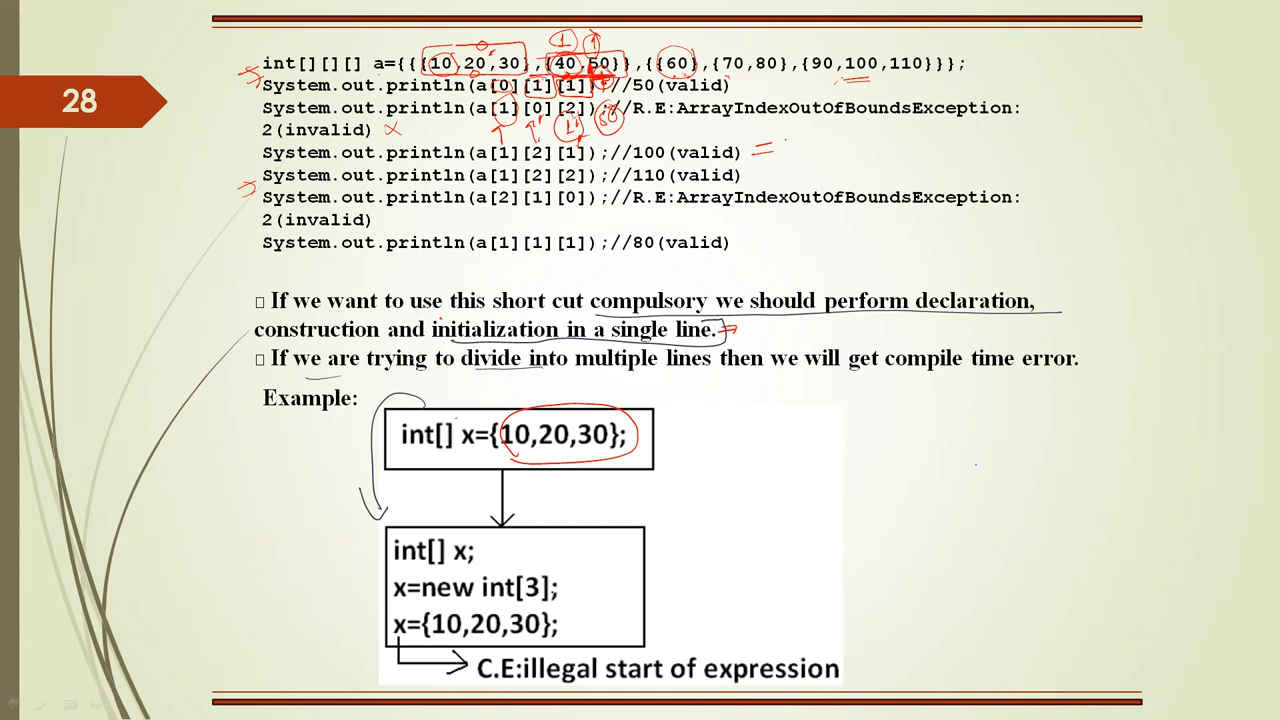 28
int[][][] a={{{10,20,30},{40,50}},{{60},{70,80},{90,100,110}}};
System.out.println(a[0][1][1]);//50(valid)
System.out.println(a[1][0][2]);//R.E:ArrayIndexOutOfBoundsException:
2(invalid)
System.out.println(a[1][2][1]);//100(valid)
System.out.println(a[1][2][2]);//110(valid)
System.out.println(a[2][1][0]);//R.E:ArrayIndexOutOfBoundsException:
2(invalid)
System.out.println(a[1][1][1]);//80(valid)
If we want to use this short cut compulsory we should perform declaration,
construction and initialization in a single line.
If we are trying to divide into multiple lines then we will get compile time error.
Example:
int[] x={10,20,30};
int[] x;
x=new int[3];
x={10,20,30};
C.E:illegal start of expression